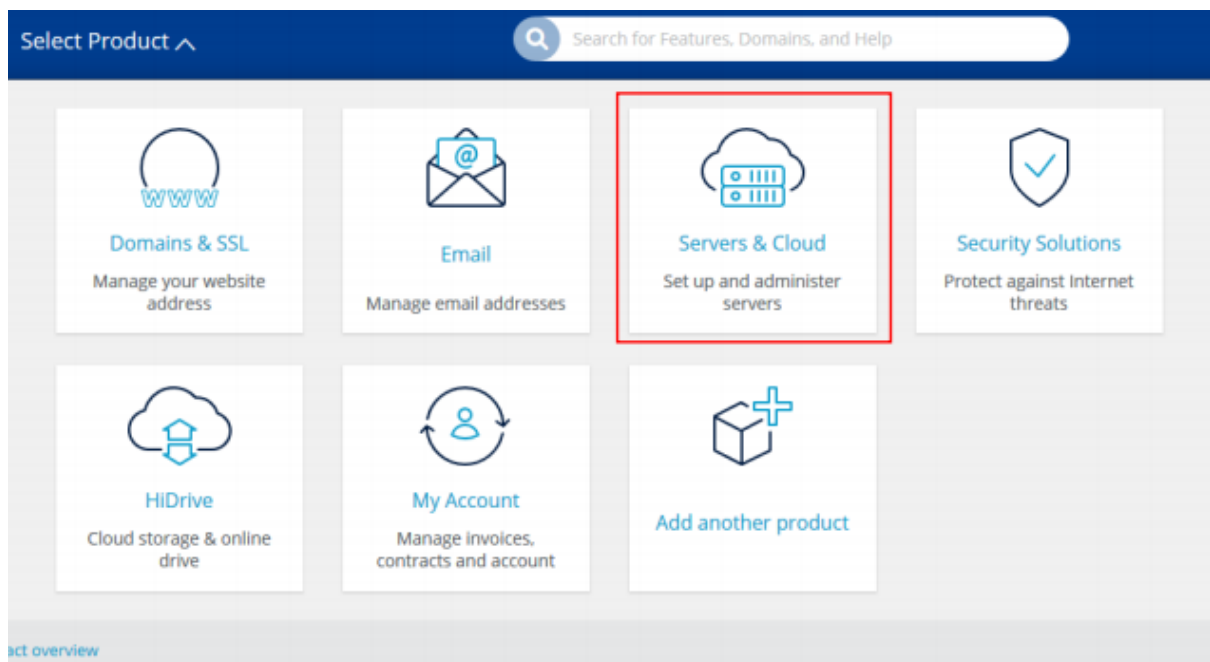 Select Product
Search for Features, Domains, and Help
www
Domains & SSL
Manage your website
address
@
Email
Manage email addresses
Servers & Cloud
Set up and administer
servers
Security Solutions
Protect against Internet
threats
HiDrive
Cloud storage & online
drive
My Account
Manage invoices,
contracts and account
Add another product
act overview